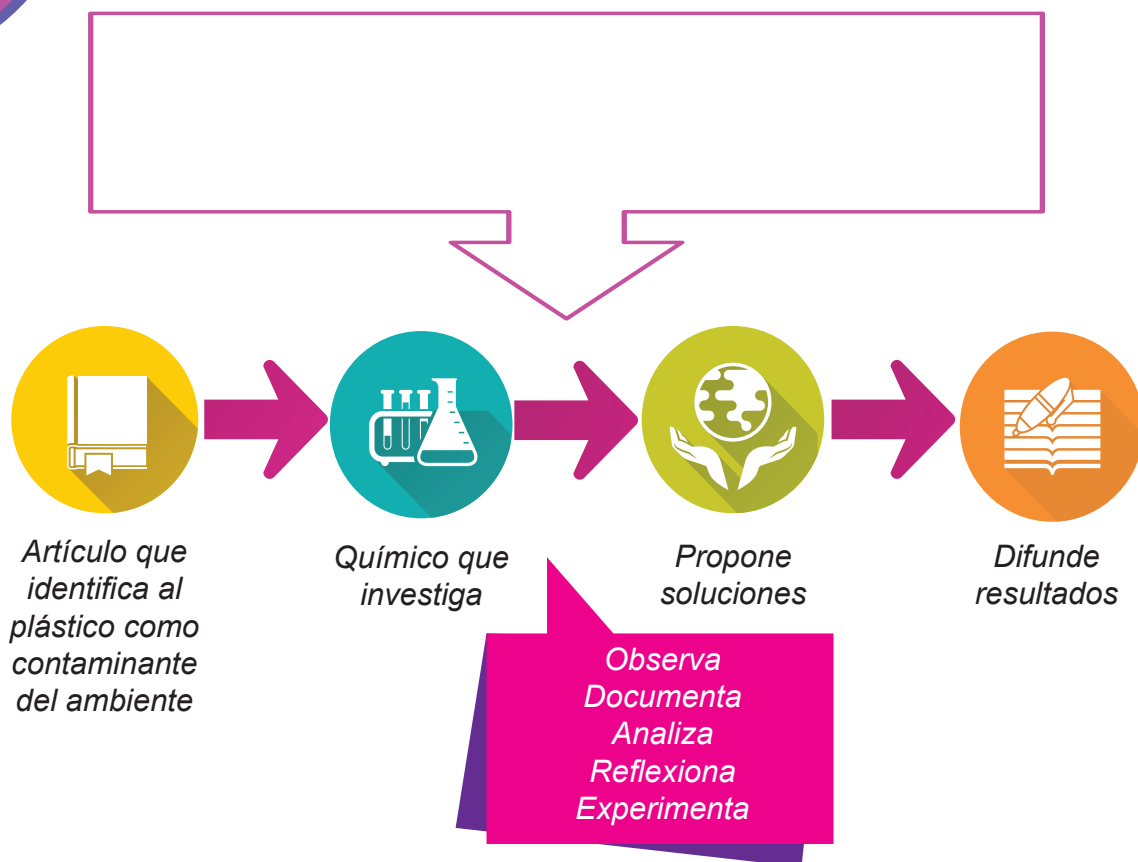 Artículo que
identifica al
plástico como
contaminante
del ambiente
Químico que
investiga
Propone
soluciones
Difunde
resultados
Observa
Documenta
Analiza
Reflexiona
Experimenta